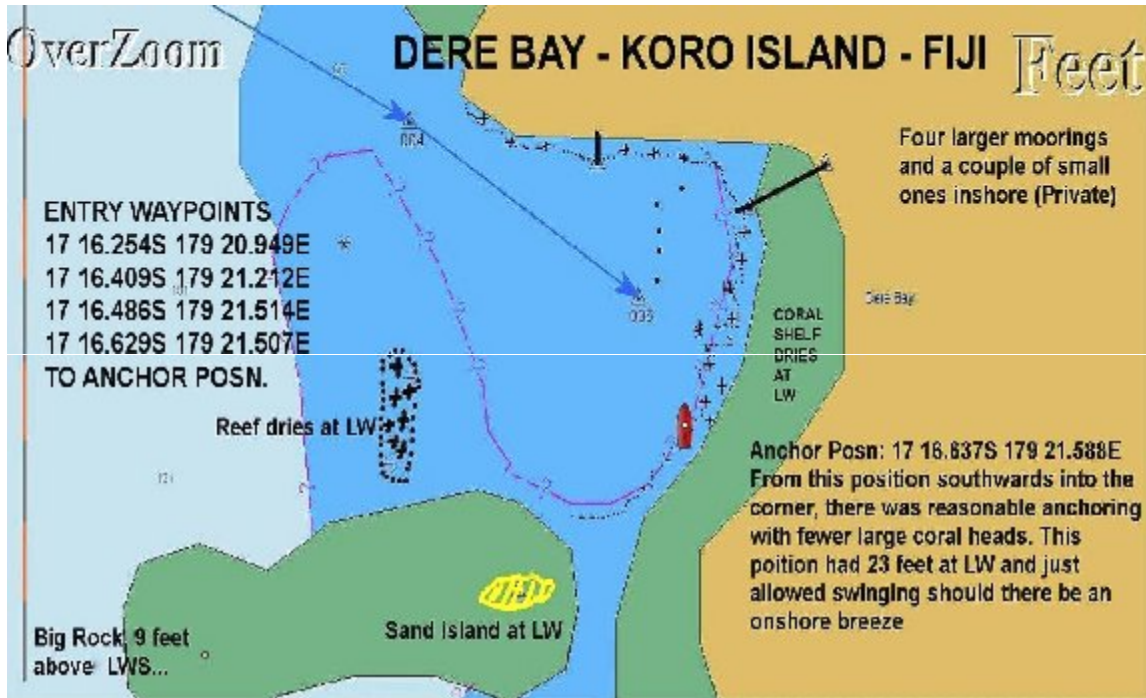 OverZoom
DERE BAY - KORO ISLAND - FIJI
Feet
004
Four larger moorings
and a couple of small
ones inshore (Private)
ENTRY WAYPOINTS
17 16.254S 179 20.949E
17 16.409S 179 21.212E
17 16.486S 179 21.514E
17 16.629S 179 21.507E
TO ANCHOR POSN.
Dere Bay
CORAL
SHELF
DRIES
AT
LW
Reef dries at LW
Anchor Posn: 17 16.637S 179 21.588E
From this position southwards into the
corner, there was reasonable anchoring
with fewer large coral heads. This
poition had 23 feet at LW and just
allowed swinging should there be an
onshore breeze
Sand island at LW
Big Rock, 9 feet
above LWS...